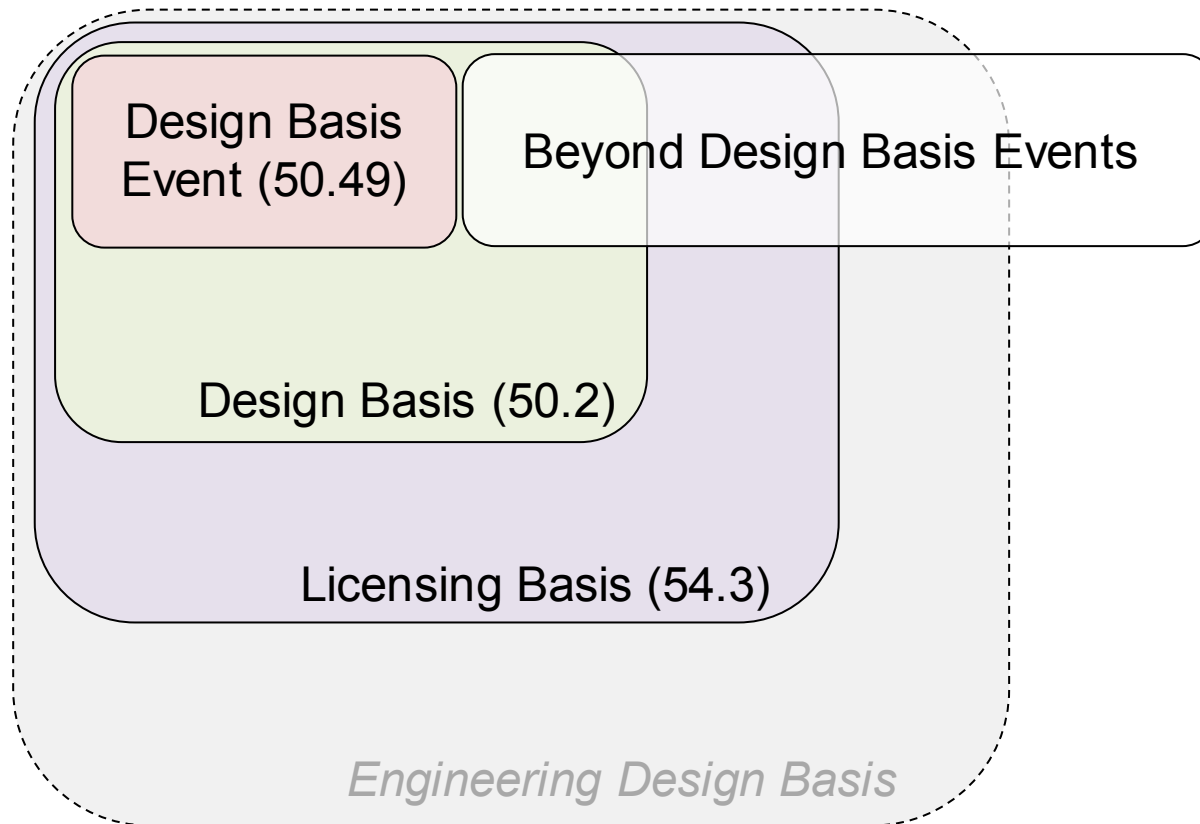 Design Basis
Event (50.49)
Beyond Design Basis Events
Design Basis (50.2)
Licensing Basis (54.3)
Engineering Design Basis